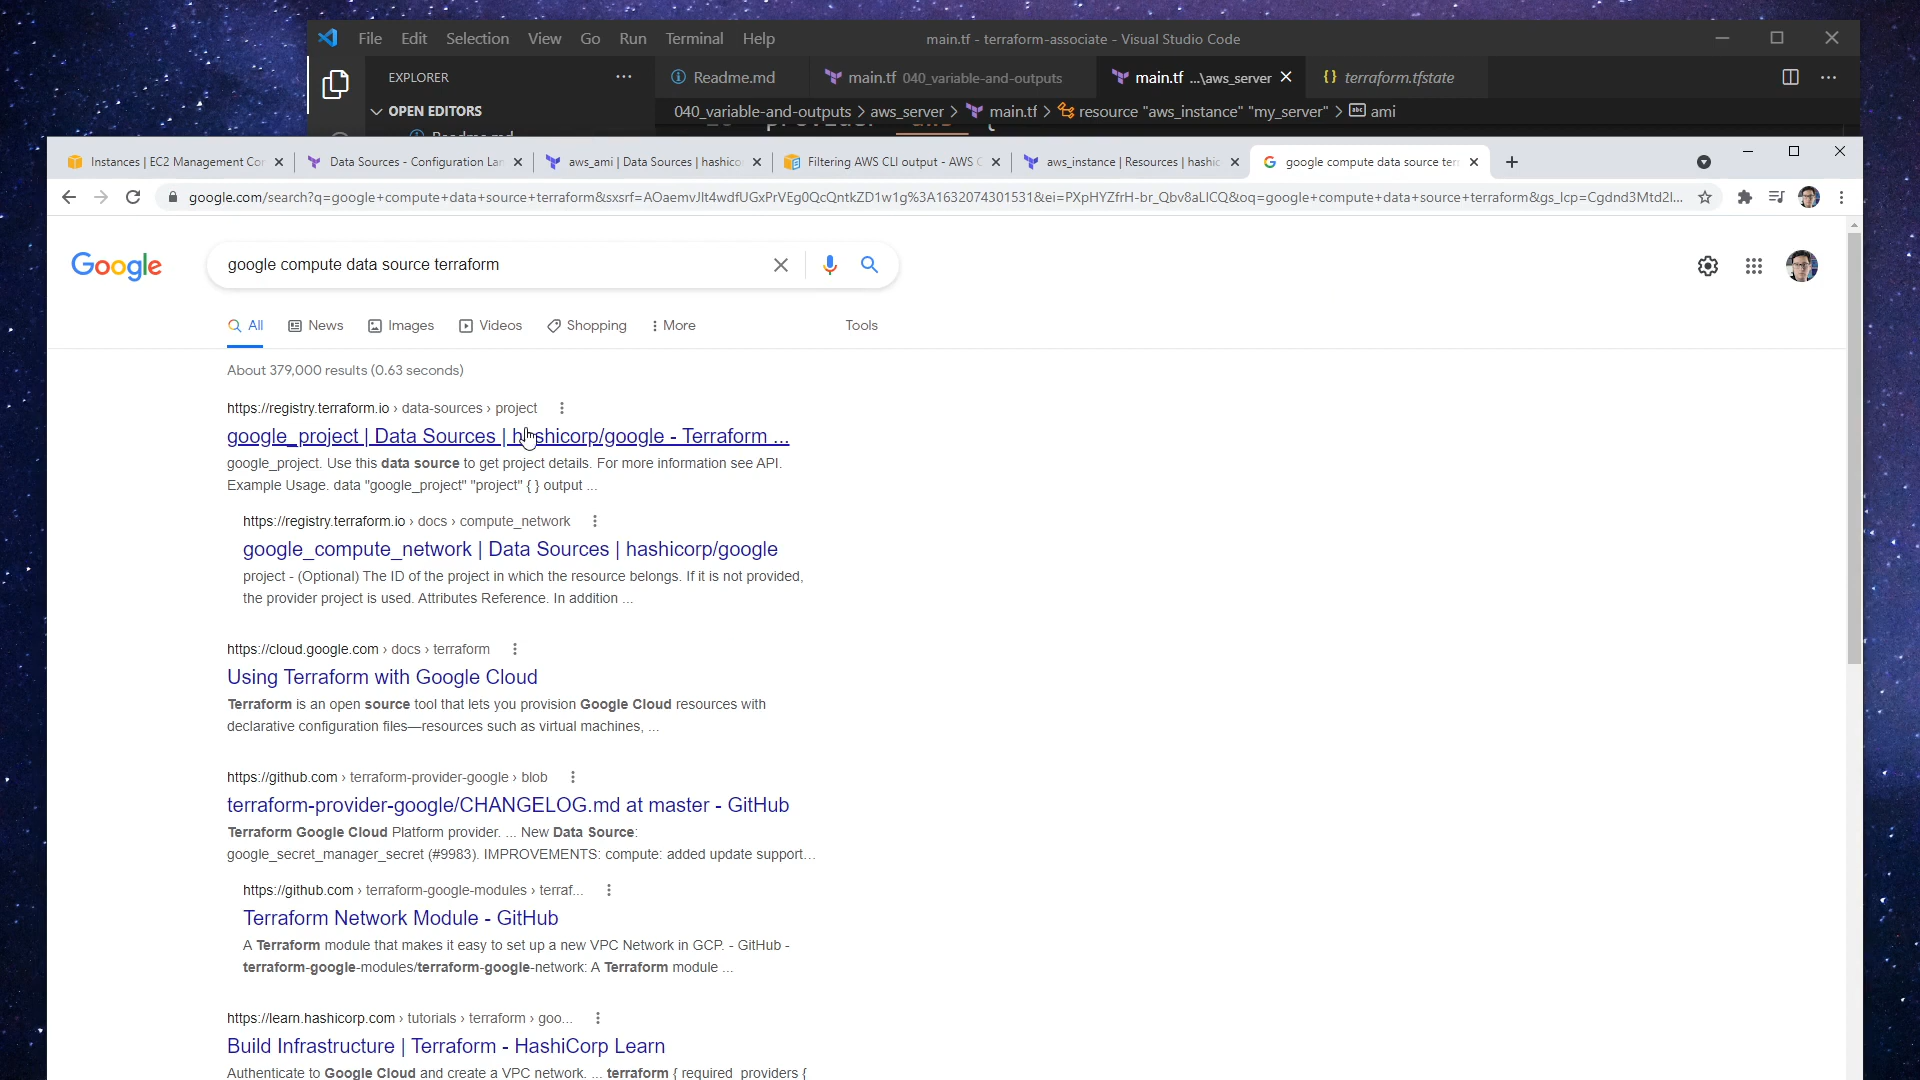 File Edit Selection View Go Run Terminal Help
main.tf - terraform-associate - Visual Studio Code
EXPLORER
Readme.md
main.tf 040_variable-and-outputs
main.tf ...\aws_server
{} terraform.tfstate
OPEN EDITORS
040_variable-and-outputs > aws_server > main.tf > resource "aws_instance" "my_server" > ami
Instances | EC2 Management Cor
Data Sources - Configuration Lan
aws_ami | Data Sources | hashico
Filtering AWS CLI output - AWS C
aws_instance | Resources | hashic
google compute data source terr
google.com/search?q=google+compute+data+source+terraform&sxsrf=AOaemvJIt4wdfUGxPrVEg0QcQntkZD1w1g%3A1632074301531&ei=PXpHYZfrH-br_Qbv8aLICQ&oq=google+compute+data+source+terraform&gs_lcp=Cgdnd3Mtd2l...
Google
google compute data source terraform
All News Images Videos Shopping More Tools
About 379,000 results (0.63 seconds)
https://registry.terraform.io › data-sources › project
google_project | Data Sources | hashicorp/google - Terraform ...
google_project. Use this data source to get project details. For more information see API.
Example Usage. data "google_project" "project" { } output ...
https://registry.terraform.io › docs › compute_network
google_compute_network | Data Sources | hashicorp/google
project - (Optional) The ID of the project in which the resource belongs. If it is not provided,
the provider project is used. Attributes Reference. In addition ...
https://cloud.google.com › docs › terraform
Using Terraform with Google Cloud
Terraform is an open source tool that lets you provision Google Cloud resources with
declarative configuration files—resources such as virtual machines, ...
https://github.com › terraform-provider-google › blob
terraform-provider-google/CHANGELOG.md at master - GitHub
Terraform Google Cloud Platform provider. ... New Data Source:
google_secret_manager_secret (#9983). IMPROVEMENTS: compute: added update support...
https://github.com › terraform-google-modules › terraf...
Terraform Network Module - GitHub
A Terraform module that makes it easy to set up a new VPC Network in GCP. - GitHub -
terraform-google-modules/terraform-google-network: A Terraform module ...
https://learn.hashicorp.com › tutorials › terraform › goo...
Build Infrastructure | Terraform - HashiCorp Learn
Authenticate to Google Cloud and create a VPC network. ... terraform { required_providers {